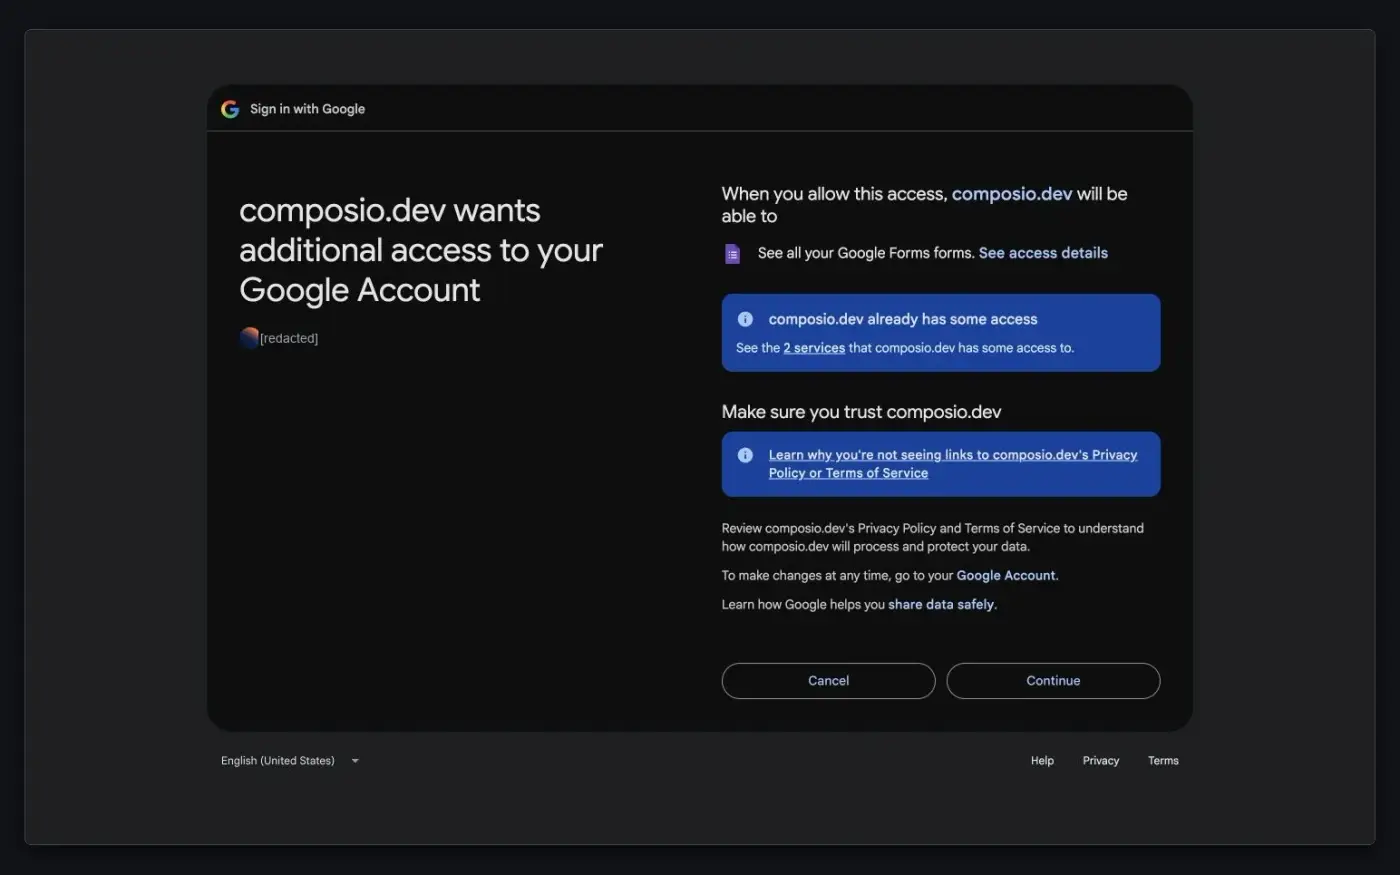 Sign in with Google
composio.dev wants
additional access to your
Google Account
[redacted]
When you allow this access, composio.dev will be
able to
See all your Google Forms forms. See access details
composio.dev already has some access
See the 2 services that composio.dev has some access to.
Make sure you trust composio.dev
Learn why you're not seeing links to composio.dev's Privacy
Policy or Terms of Service
Review composio.dev's Privacy Policy and Terms of Service to understand
how composio.dev will process and protect your data.
To make changes at any time, go to your Google Account.
Learn how Google helps you share data safely.
Cancel
Continue
English (United States)
Help
Privacy
Terms